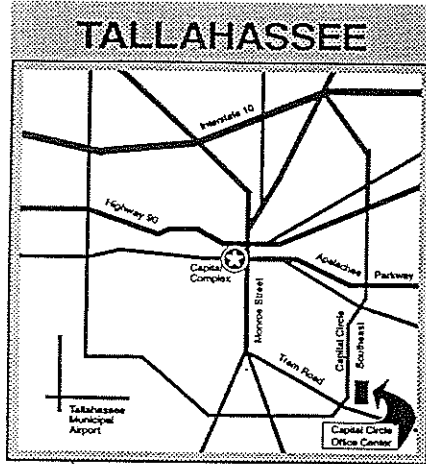 TALLAHASSEE
Interstate 10
Highway 90
Capital
Complex
Apalachee Parkway
Monroe Street
Capital Circle
Southeast
Tram Road
Tallahassee
Municipal
Airport
Capital Circle
Office Center